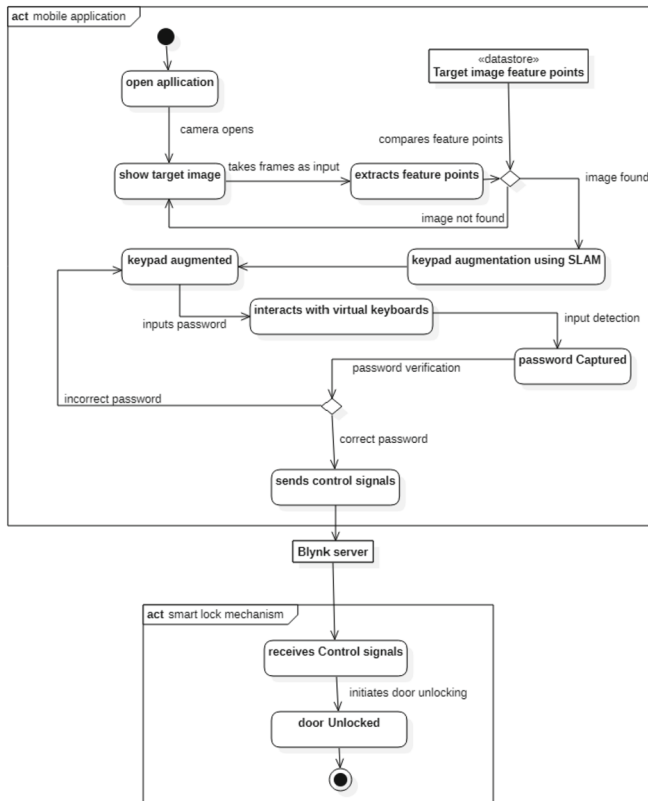 act mobile application
«datastore»
Target image feature points
open apllication
camera opens
compares feature points
show target image
takes frames as input
extracts feature points
image found
image not found
keypad augmented
keypad augmentation using SLAM
inputs password
interacts with virtual keyboards
input detection
password Captured
password verification
incorrect password
correct password
sends control signals
Blynk server
act smart lock mechanism
receives Control signals
initiates door unlocking
door Unlocked